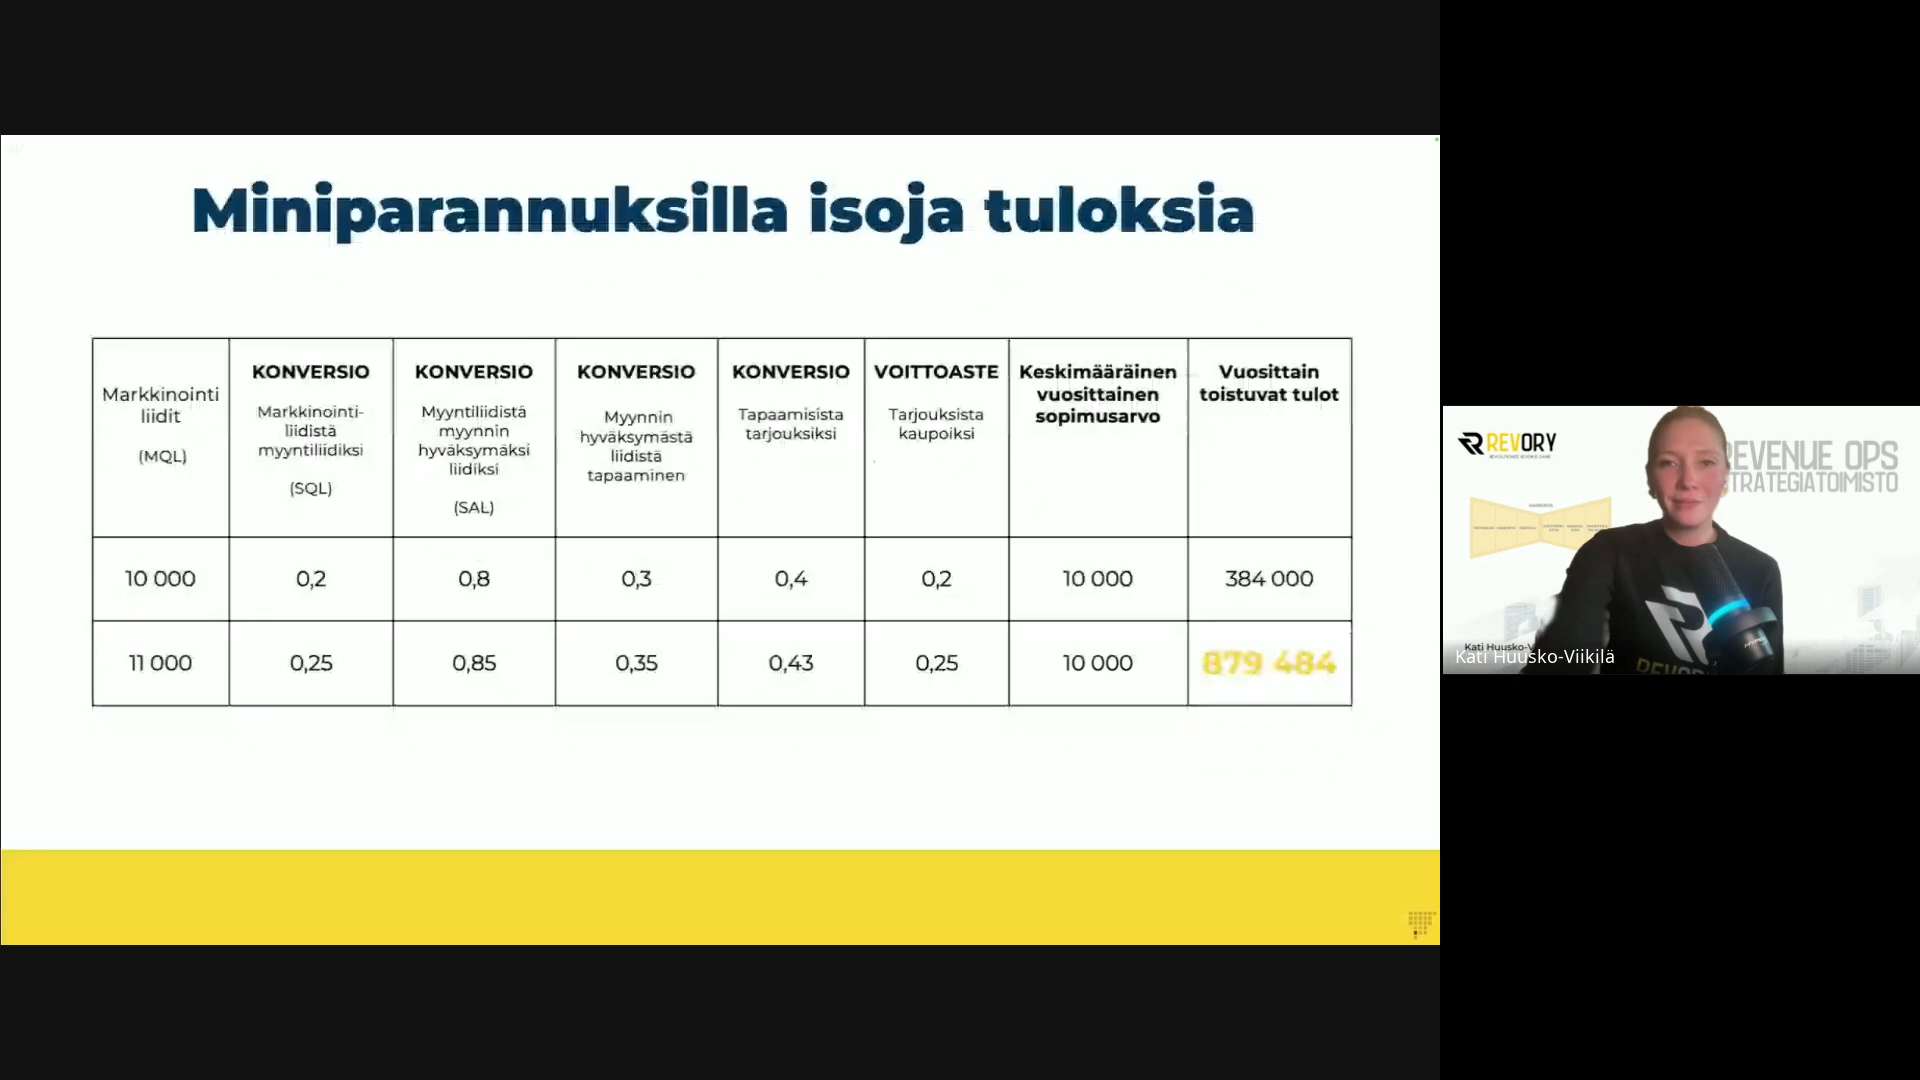 Miniparannuksilla isoja tuloksia
Markkinointi
liidit
(MQL)
KONVERSIO
Markkinointi-
liidistä
myyntiliidiksi
(SQL)
KONVERSIO
Myyntiliidistä
myynnin
hyväksymäksi
liidiksi
(SAL)
KONVERSIO
Myynnin
hyväksymästä
liidistä
tapaaminen
KONVERSIO
Tapaamisista
tarjouksiksi
VOITTOASTE
Tarjouksista
kaupoiksi
Keskimääräinen
vuosittainen
sopimusarvo
Vuosittain
toistuvat tulot
10 000 0,2 0,8 0,3 0,4 0,2 10 000 384 000
11 000 0,25 0,85 0,35 0,43 0,25 10 000 879 484
REVORY
REVENUE OPS
STRATEGIATOIMISTO
Kati Huusko-V
Kati Huusko-Viikilä
REVORY